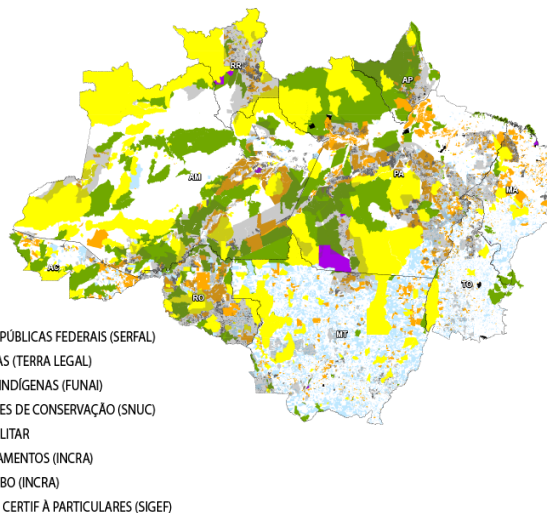 RR
AP
AM
PA
MA
AC
TO
RO
MT
PÚBLICAS FEDERAIS (SERFAL)
AS (TERRA LEGAL)
INDÍGENAS (FUNAI)
ES DE CONSERVAÇÃO (SNUC)
LITAR
AMENTOS (INCRA)
BO (INCRA)
CERTIF À PARTICULARES (SIGEF)